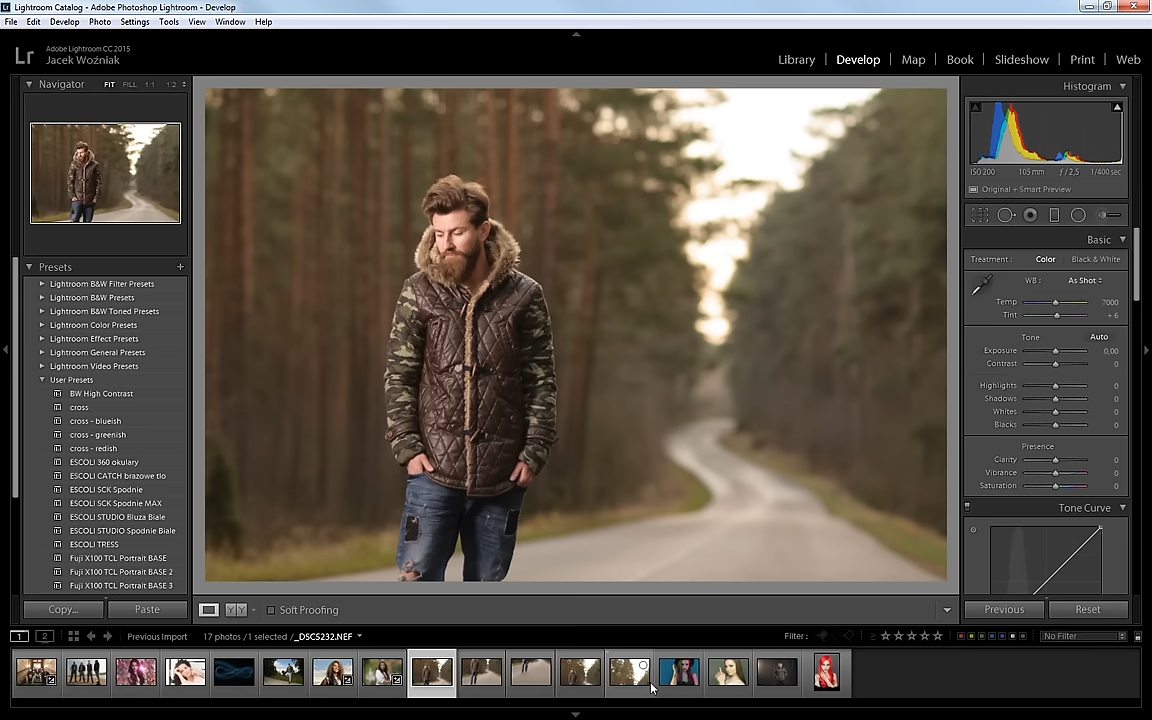 Lr Lightroom Catalog - Adobe Photoshop Lightroom - Develop
File Edit Develop Photo Settings Tools View Window Help
Lr Adobe Lightroom CC 2015
Jacek Woźniak
Library | Develop | Map | Book | Slideshow | Print | Web
Navigator FIT FILL 1:1 1:2
Presets +
Lightroom B&W Filter Presets
Lightroom B&W Presets
Lightroom B&W Toned Presets
Lightroom Color Presets
Lightroom Effect Presets
Lightroom General Presets
Lightroom Video Presets
User Presets
BW High Contrast
cross
cross - blueish
cross - greenish
cross - redish
ESCOLI 360 okulary
ESCOLI CATCH brazowe tlo
ESCOLI SCK Spodnie
ESCOLI SCK Spodnie MAX
ESCOLI STUDIO Bluza Biale
ESCOLI STUDIO Spodnie Biale
ESCOLI TRESS
Fuji X100 TCL Portrait BASE
Fuji X100 TCL Portrait BASE 2
Fuji X100 TCL Portrait BASE 3
Copy... Paste
Y Y Soft Proofing
Histogram
ISO 200 105 mm ƒ / 2,5 1/400 sec
Original + Smart Preview
Basic
Treatment : Color Black & White
WB : As Shot
Temp 7000
Tint + 6
Tone Auto
Exposure 0,00
Contrast 0
Highlights 0
Shadows 0
Whites 0
Blacks 0
Presence
Clarity 0
Vibrance 0
Saturation 0
Tone Curve
Previous Reset
1 2 Previous Import 17 photos / 1 selected / _DSC5232.NEF Filter : ≥ No Filter